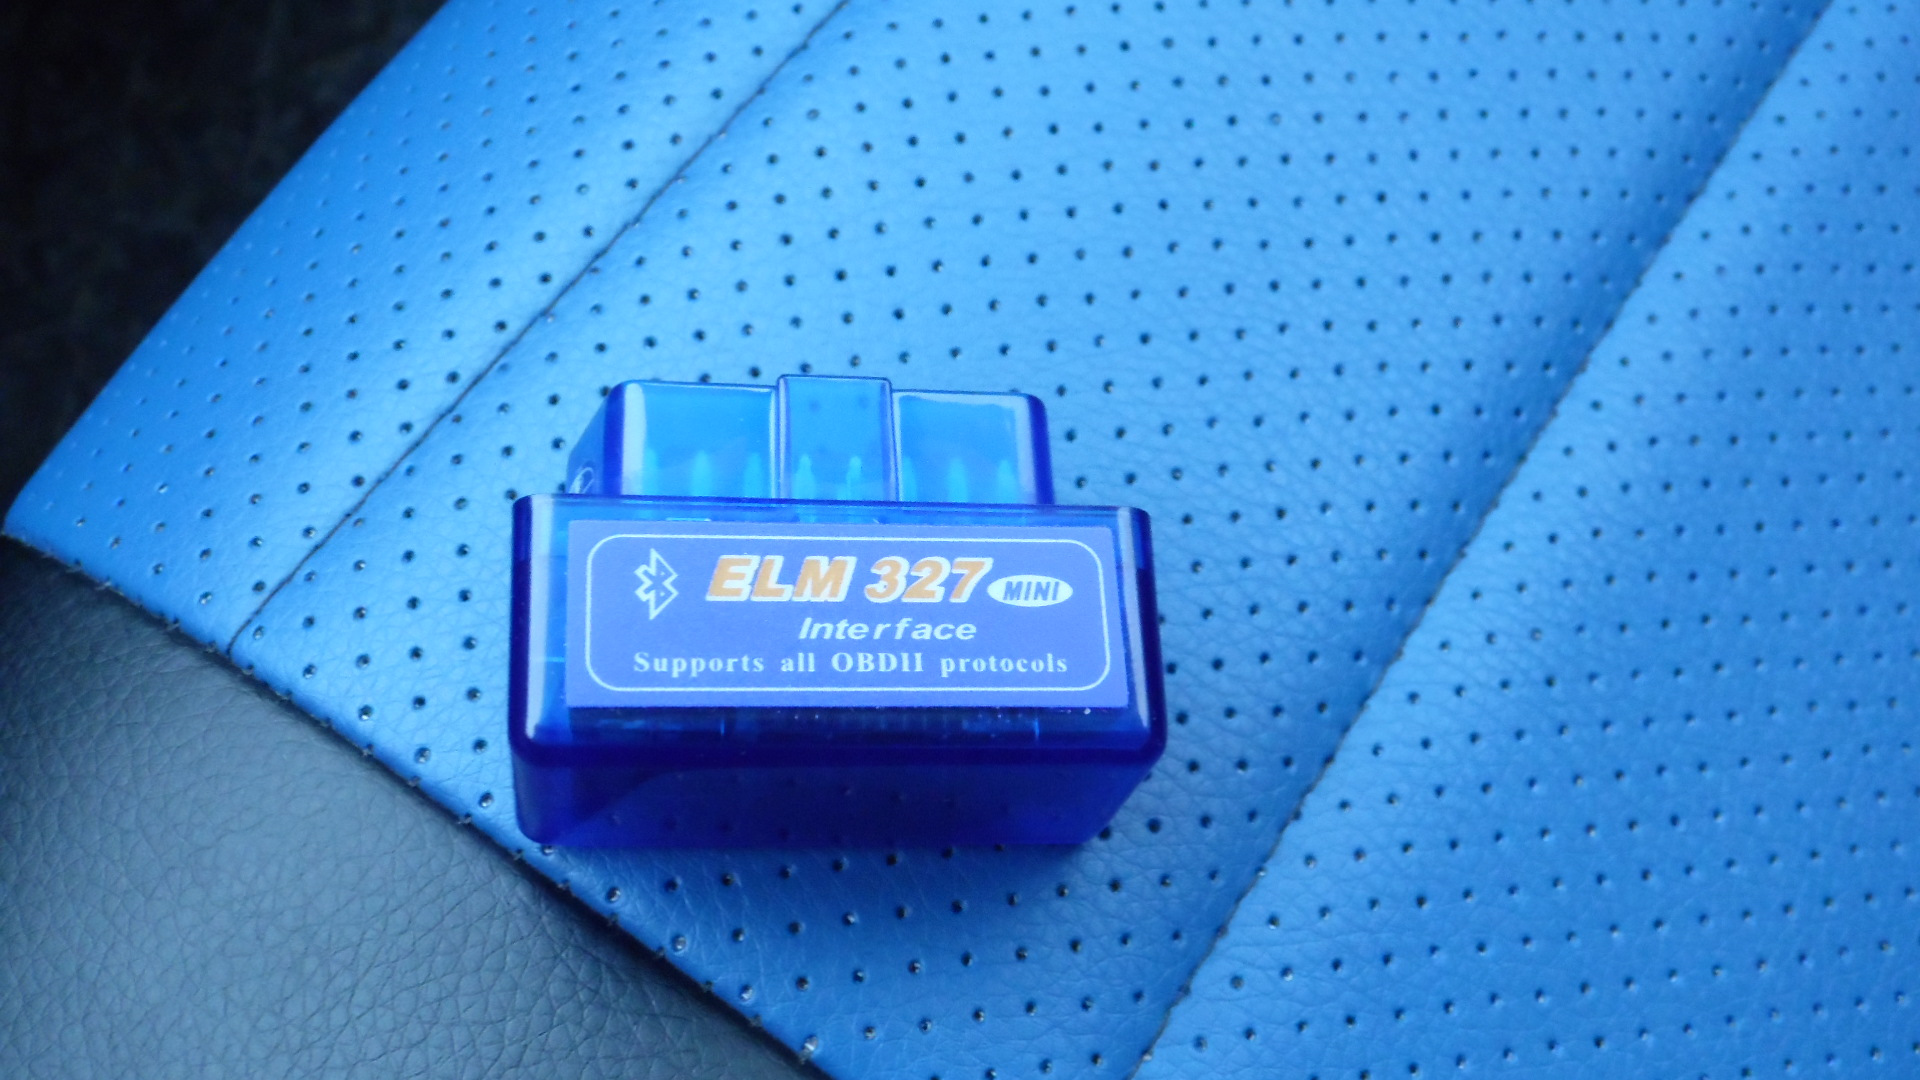 ELM 327 MINI
Interface
Supports all OBDII protocols